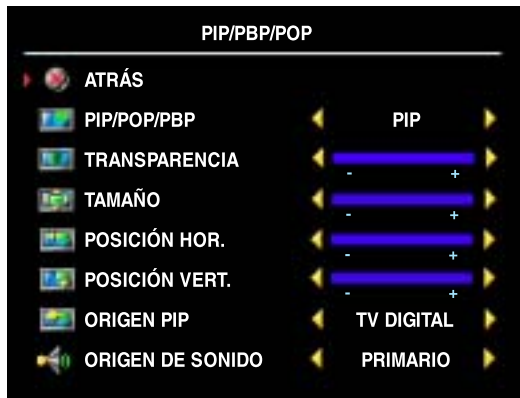 PIP/PBP/POP
ATRÁS
PIP/POP/PBP PIP
TRANSPARENCIA
- +
TAMAÑO
- +
POSICIÓN HOR.
- +
POSICIÓN VERT.
- +
ORIGEN PIP TV DIGITAL
ORIGEN DE SONIDO PRIMARIO